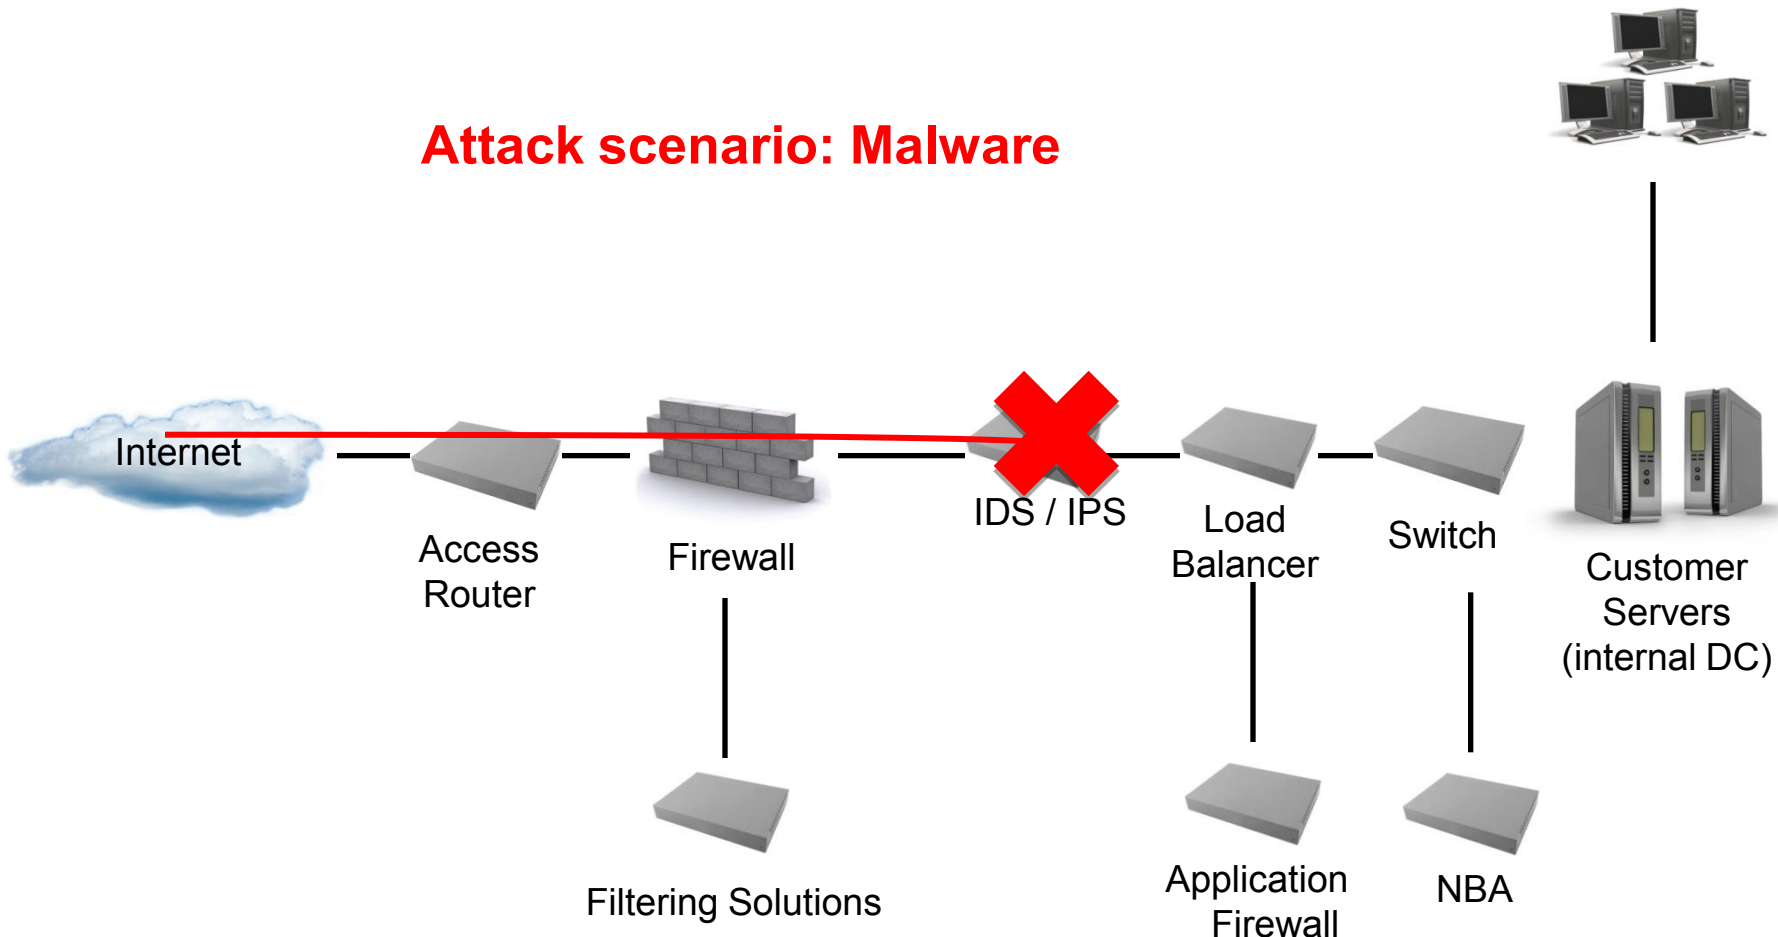 Attack scenario: Malware
Internet
Access
Router
Firewall
IDS / IPS
Load
Balancer
Switch
Customer
Servers
(internal DC)
Filtering Solutions
Application
Firewall
NBA